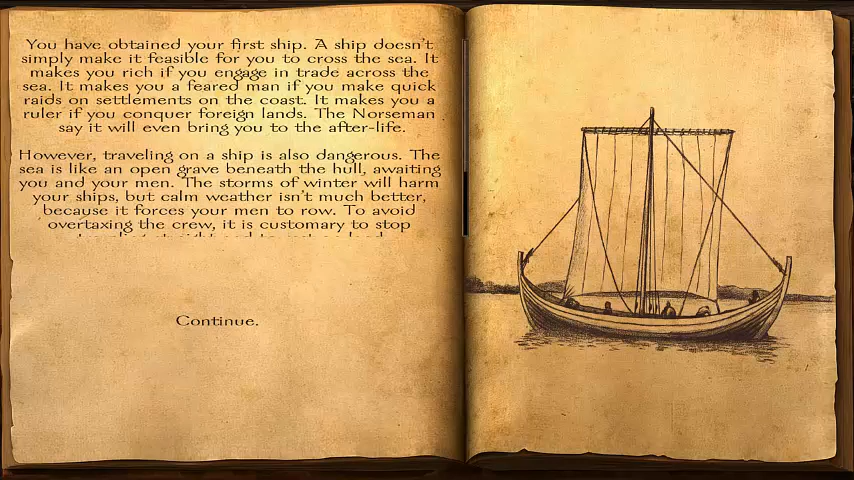 You have obtained your first ship. A ship doesn't
simply make it feasible for you to cross the sea. It
makes you rich if you engage in trade across the
sea. It makes you a feared man if you make quick
raids on settlements on the coast. It makes you a
ruler if you conquer foreign lands. The Norseman
say it will even bring you to the after-life.
However, traveling on a ship is also dangerous. The
sea is like an open grave beneath the hull, awaiting
you and your men. The storms of winter will harm
your ships, but calm weather isn't much better,
because it forces your men to row. To avoid
overtaxing the crew, it is customary to stop
Continue.